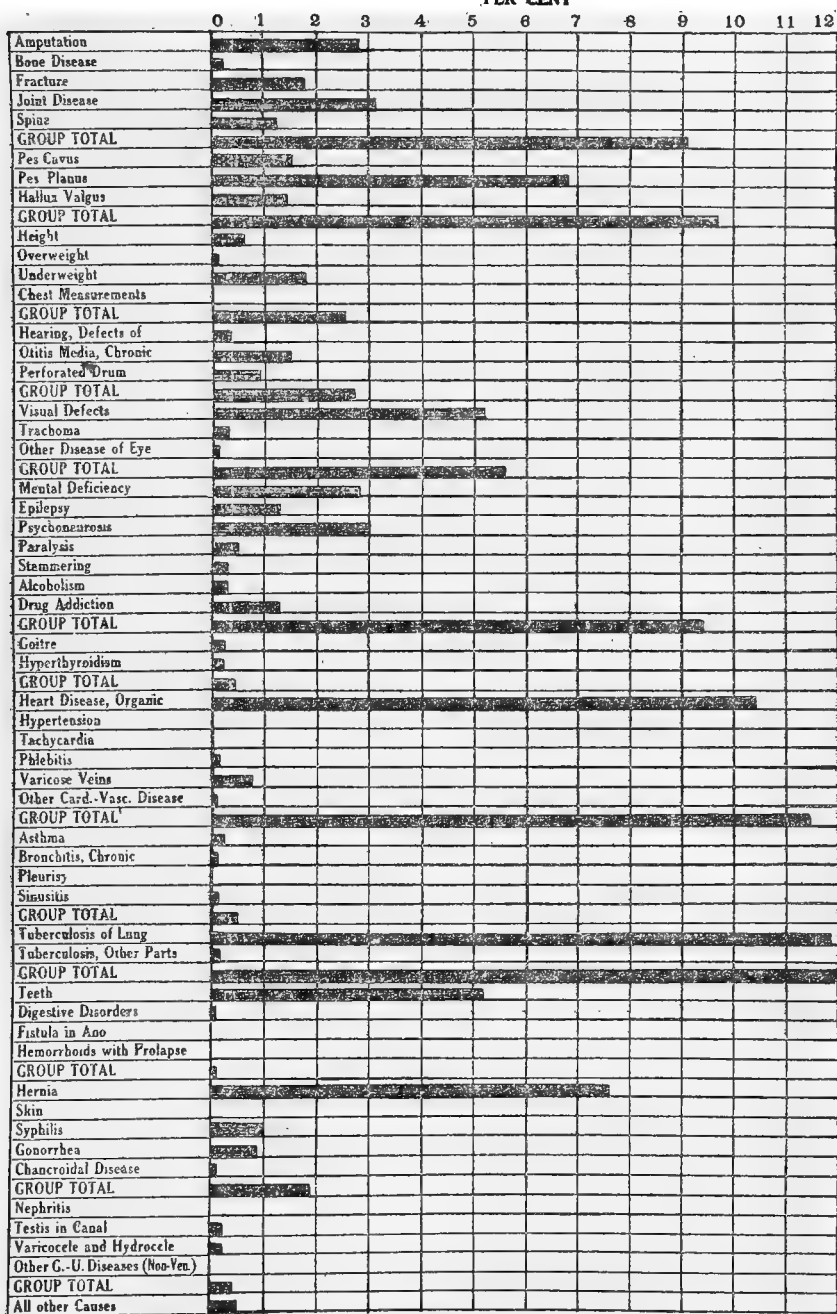 PER CENT
0 1 2 3 4 5 6 7 8 9 10 11 12
Amputation
Bone Disease
Fracture
Joint Disease
Spine
GROUP TOTAL
Pes Cavus
Pes Planus
Hallux Valgus
GROUP TOTAL
Height
Overweight
Underweight
Chest Measurements
GROUP TOTAL
Hearing, Defects of
Otitis Media, Chronic
Perforated Drum
GROUP TOTAL
Visual Defects
Trachoma
Other Disease of Eye
GROUP TOTAL
Mental Deficiency
Epilepsy
Psychoneurosis
Paralysis
Stammering
Alcoholism
Drug Addiction
GROUP TOTAL
Goitre
Hyperthyroidism
GROUP TOTAL
Heart Disease, Organic
Hypertension
Tachycardia
Phlebitis
Varicose Veins
Other Card.-Vasc. Disease
GROUP TOTAL
Asthma
Bronchitis, Chronic
Pleurisy
Sinusitis
GROUP TOTAL
Tuberculosis of Lung
Tuberculosis, Other Parts
GROUP TOTAL
Teeth
Digestive Disorders
Fistula in Ano
Hemorrhoids with Prolapse
GROUP TOTAL
Hernia
Skin
Syphilis
Gonorrhea
Chancroidal Disease
GROUP TOTAL
Nephritis
Testis in Canal
Varicocele and Hydrocele
Other G.-U. Diseases (Non-Ven.)
GROUP TOTAL
All other Causes